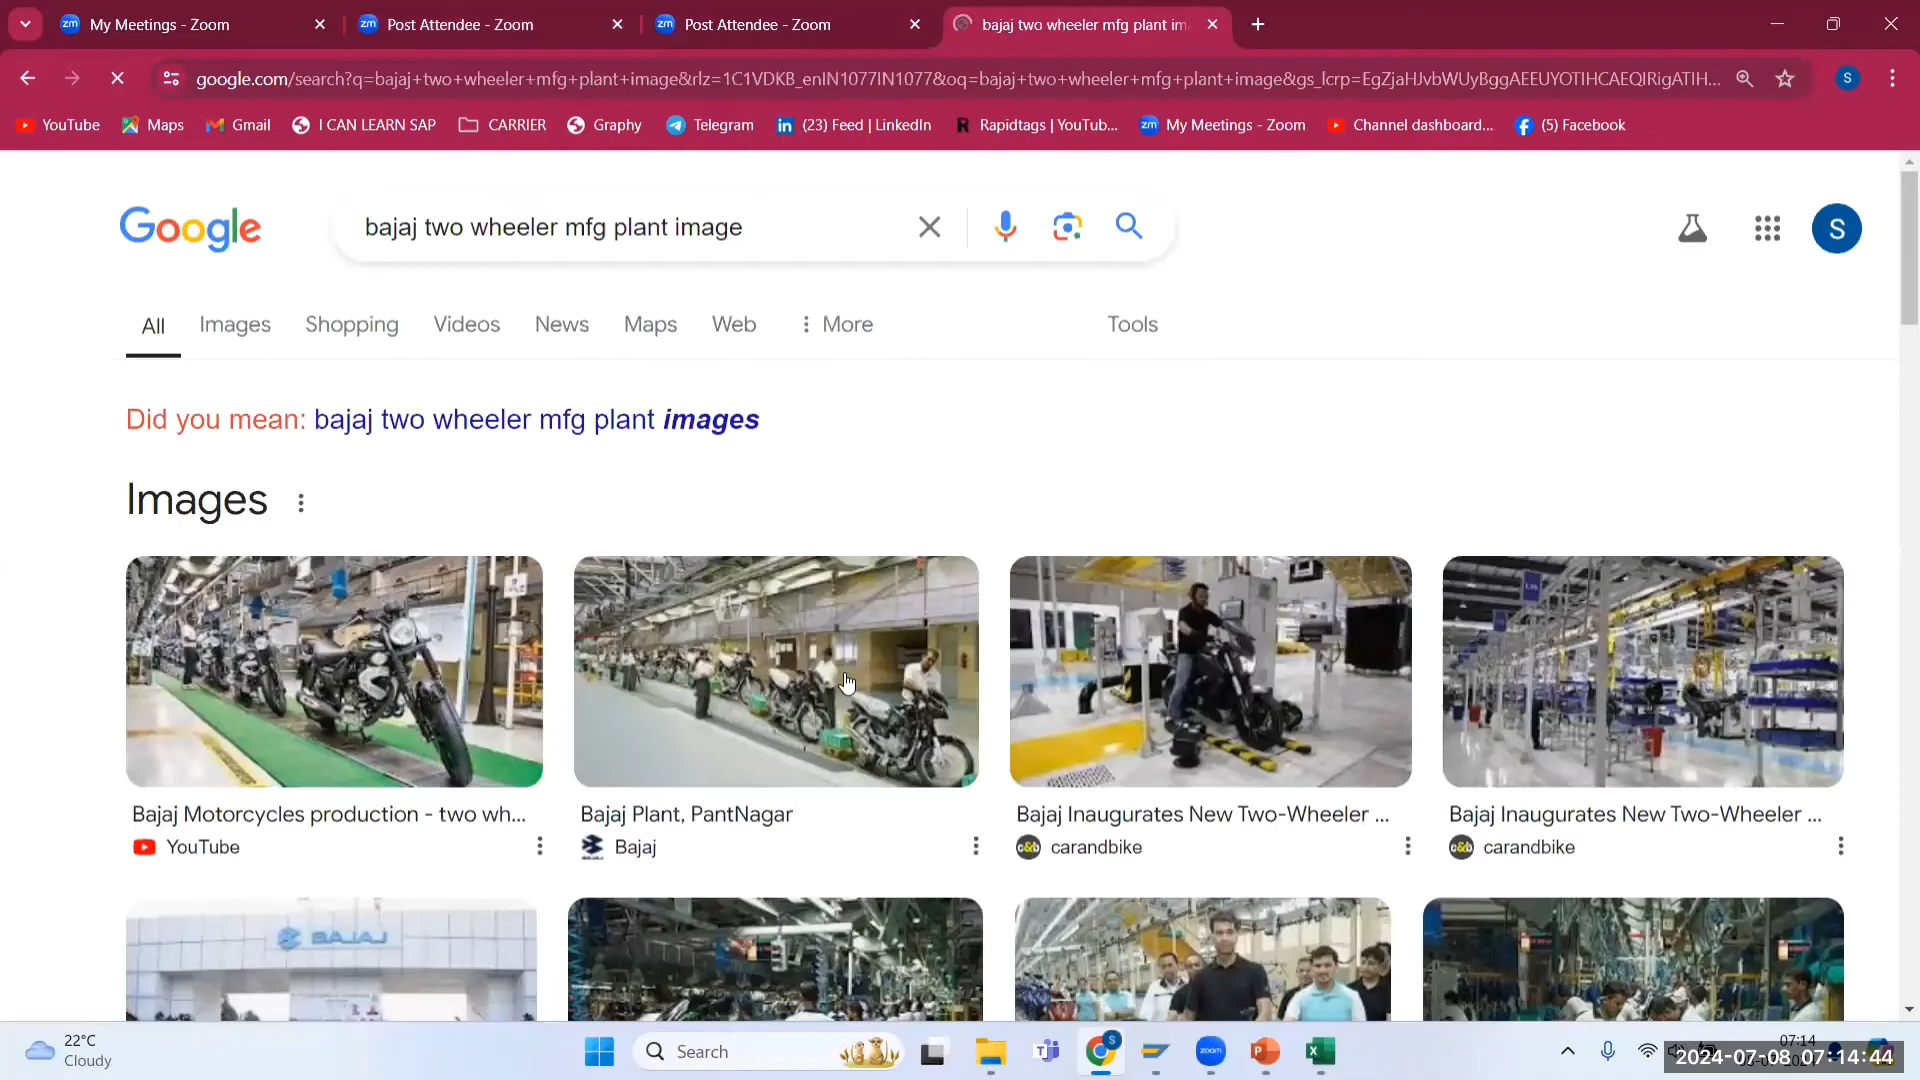 My Meetings - Zoom
Post Attendee - Zoom
Post Attendee - Zoom
bajaj two wheeler mfg plant im
google.com/search?q=bajaj+two+wheeler+mfg+plant+image&rlz=1C1VDKB_enIN1077IN1077&oq=bajaj+two+wheeler+mfg+plant+image&gs_lcrp=EgZjaHJvbWUyBggAEEUYOTIHCAEQIRigATIH...
S
YouTube
Maps
Gmail
I CAN LEARN SAP
CARRIER
Graphy
Telegram
(23) Feed | LinkedIn
Rapidtags | YouTub...
My Meetings - Zoom
Channel dashboard...
(5) Facebook
Google
bajaj two wheeler mfg plant image
S
All
Images
Shopping
Videos
News
Maps
Web
More
Tools
Did you mean: bajaj two wheeler mfg plant images
Images
Bajaj Motorcycles production - two wh...
YouTube
Bajaj Plant, PantNagar
Bajaj
Bajaj Inaugurates New Two-Wheeler ...
c&b carandbike
Bajaj Inaugurates New Two-Wheeler ...
c&b carandbike
BAJAJ
22°C
Cloudy
Search
07:14
2024-07-08 07:14:44